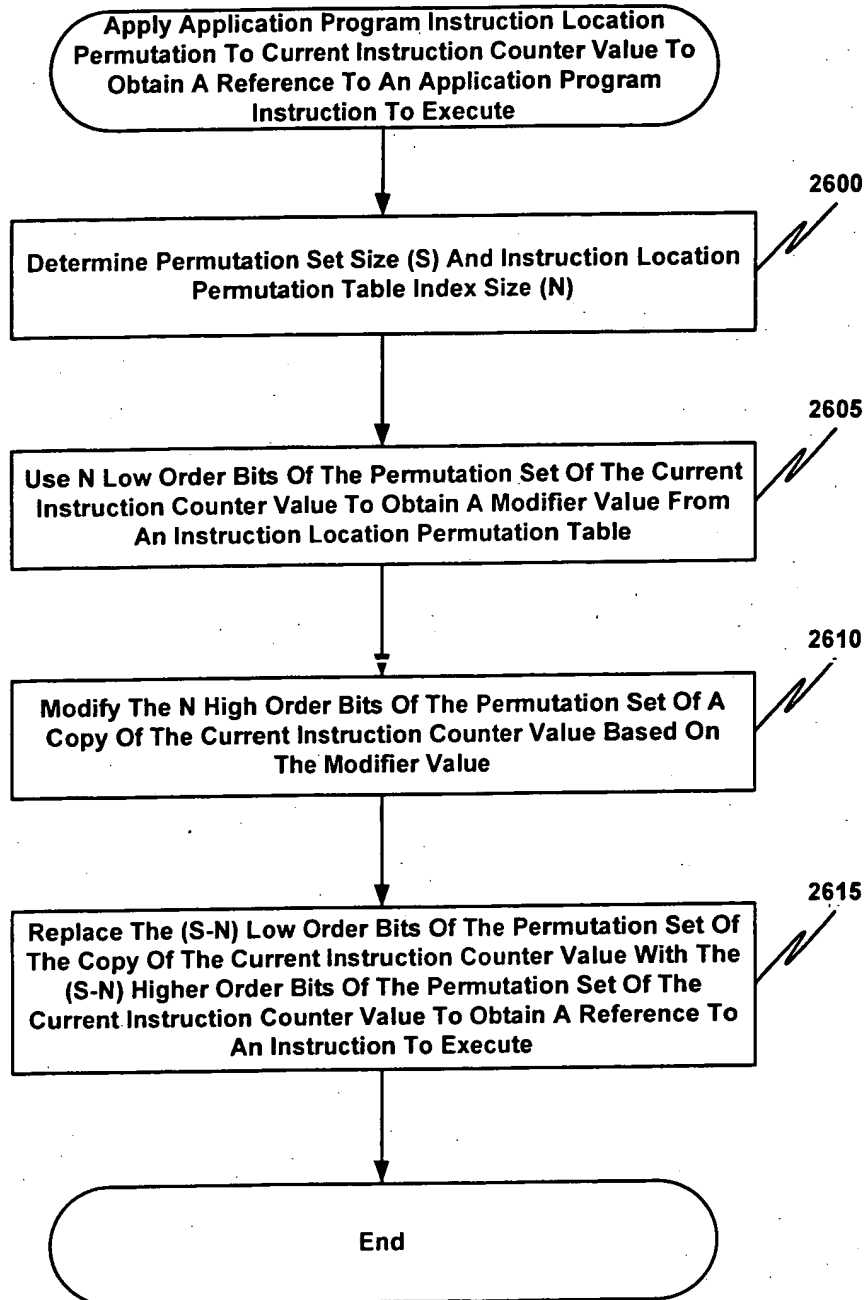 Apply Application Program Instruction Location
Permutation To Current Instruction Counter Value To
Obtain A Reference To An Application Program
Instruction To Execute
2600
Determine Permutation Set Size (S) And Instruction Location
Permutation Table Index Size (N)
2605
Use N Low Order Bits Of The Permutation Set Of The Current
Instruction Counter Value To Obtain A Modifier Value From
An Instruction Location Permutation Table
2610
Modify The N High Order Bits Of The Permutation Set Of A
Copy Of The Current Instruction Counter Value Based On
The Modifier Value
2615
Replace The (S-N) Low Order Bits Of The Permutation Set Of
The Copy Of The Current Instruction Counter Value With The
(S-N) Higher Order Bits Of The Permutation Set Of The
Current Instruction Counter Value To Obtain A Reference To
An Instruction To Execute
End